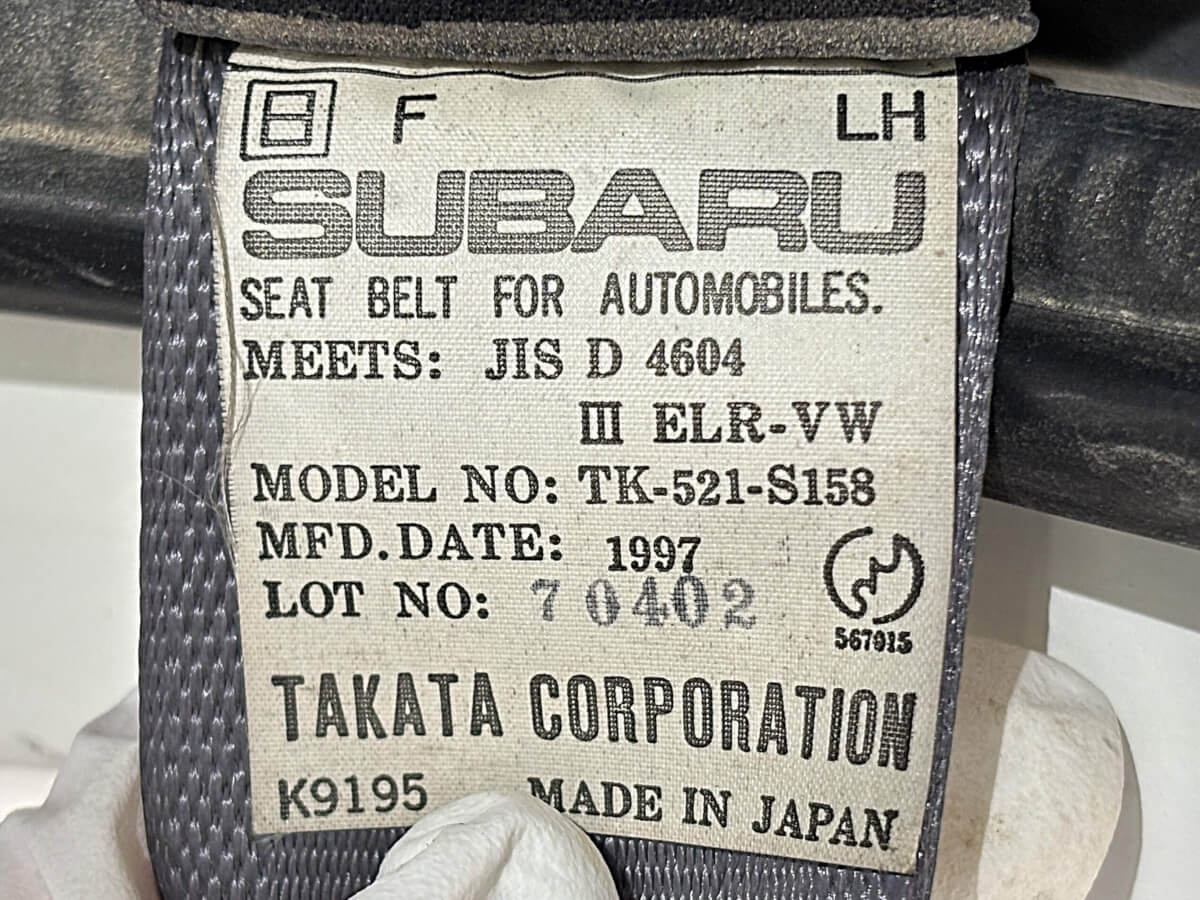 F LH
SUBARU
SEAT BELT FOR AUTOMOBILES.
MEETS: JIS D 4604
III ELR-VW
MODEL NO: TK-521-S158
MFD.DATE: 1997
LOT NO: 70402
567915
TAKATA CORPORATION
K9195 MADE IN JAPAN